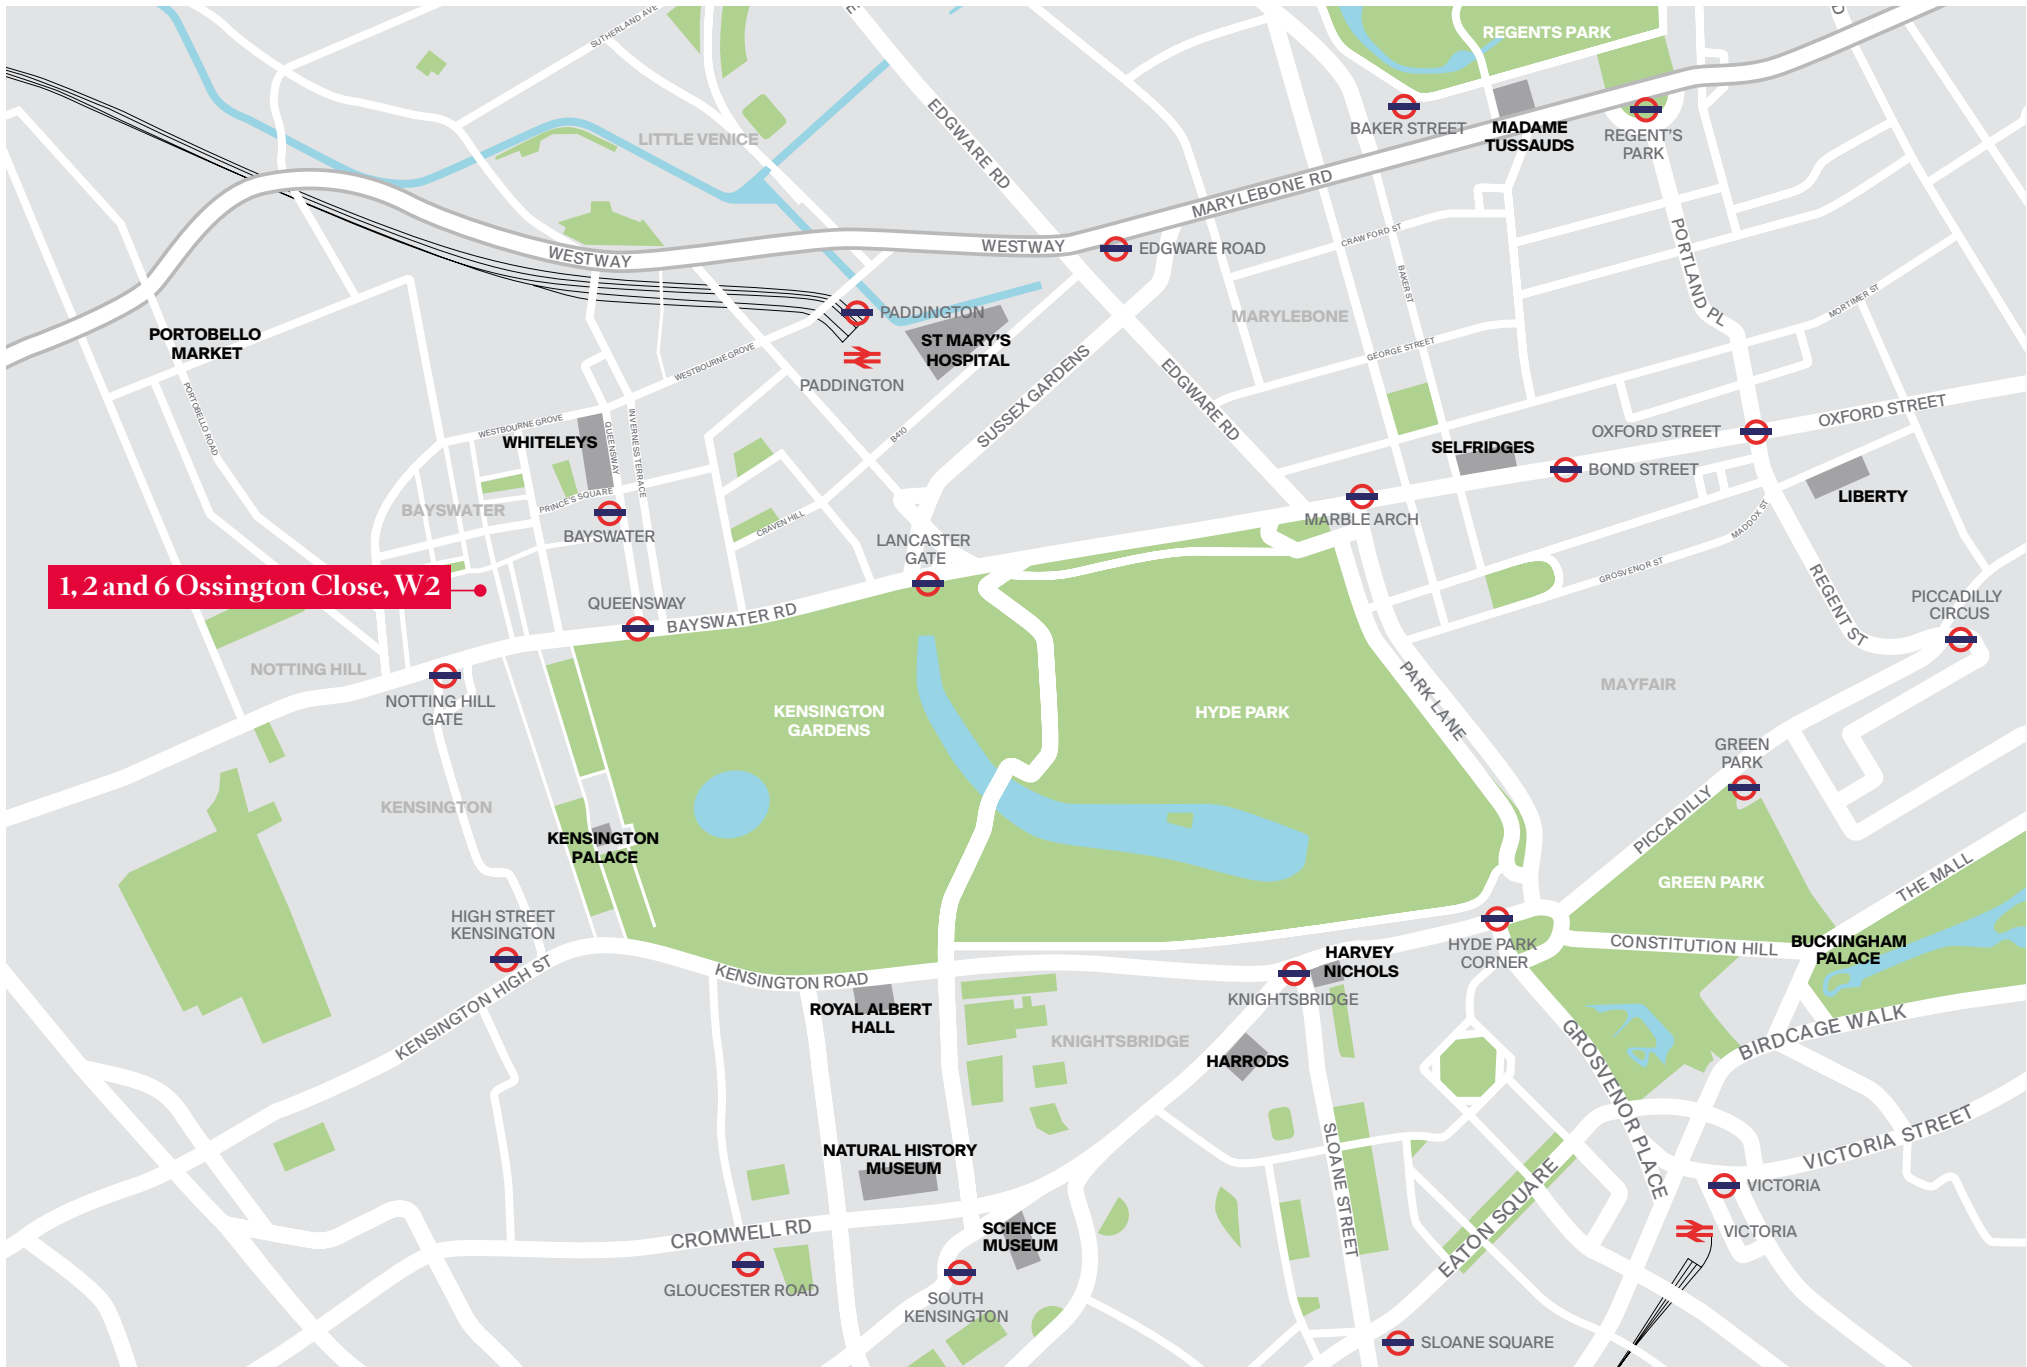 SUTHERLAND AVE
REGENTS PARK
EDGWARE RD
LITTLE VENICE
BAKER STREET
MADAME
TUSSAUDS
REGENT'S
PARK
MARYLEBONE RD
WESTWAY
WESTWAY
EDGWARE ROAD
CRAWFORD ST
BAKER ST
PORTLAND PL
MORTIMER ST
PORTOBELLO
MARKET
PORTOBELLO ROAD
PADDINGTON
ST MARY'S
HOSPITAL
PADDINGTON
WESTBOURNE GROVE
MARYLEBONE
GEORGE STREET
SUSSEX GARDENS
EDGWARE RD
B410
WESTBOURNE GROVE
WHITELEYS
QUEENSWAY
INVERNESS TERRACE
PRINCE'S SQUARE
BAYSWATER
BAYSWATER
CRAVEN HILL
LANCASTER
GATE
SELFRIDGES
OXFORD STREET
OXFORD STREET
BOND STREET
MARBLE ARCH
LIBERTY
MADDOX ST
GROSVENOR ST
REGENT ST
PICCADILLY
CIRCUS
1, 2 and 6 Ossington Close, W2
QUEENSWAY
BAYSWATER RD
NOTTING HILL
NOTTING HILL
GATE
KENSINGTON
GARDENS
HYDE PARK
PARK LANE
MAYFAIR
GREEN
PARK
PICCADILLY
KENSINGTON
KENSINGTON
PALACE
GREEN PARK
THE MALL
HIGH STREET
KENSINGTON
KENSINGTON HIGH ST
KENSINGTON ROAD
ROYAL ALBERT
HALL
KNIGHTSBRIDGE
HARVEY
NICHOLS
KNIGHTSBRIDGE
HARRODS
HYDE PARK
CORNER
CONSTITUTION HILL
BUCKINGHAM
PALACE
BIRDCAGE WALK
GROSVENOR PLACE
VICTORIA STREET
NATURAL HISTORY
MUSEUM
SLOANE STREET
EATON SQUARE
VICTORIA
VICTORIA
CROMWELL RD
SCIENCE
MUSEUM
GLOUCESTER ROAD
SOUTH
KENSINGTON
SLOANE SQUARE